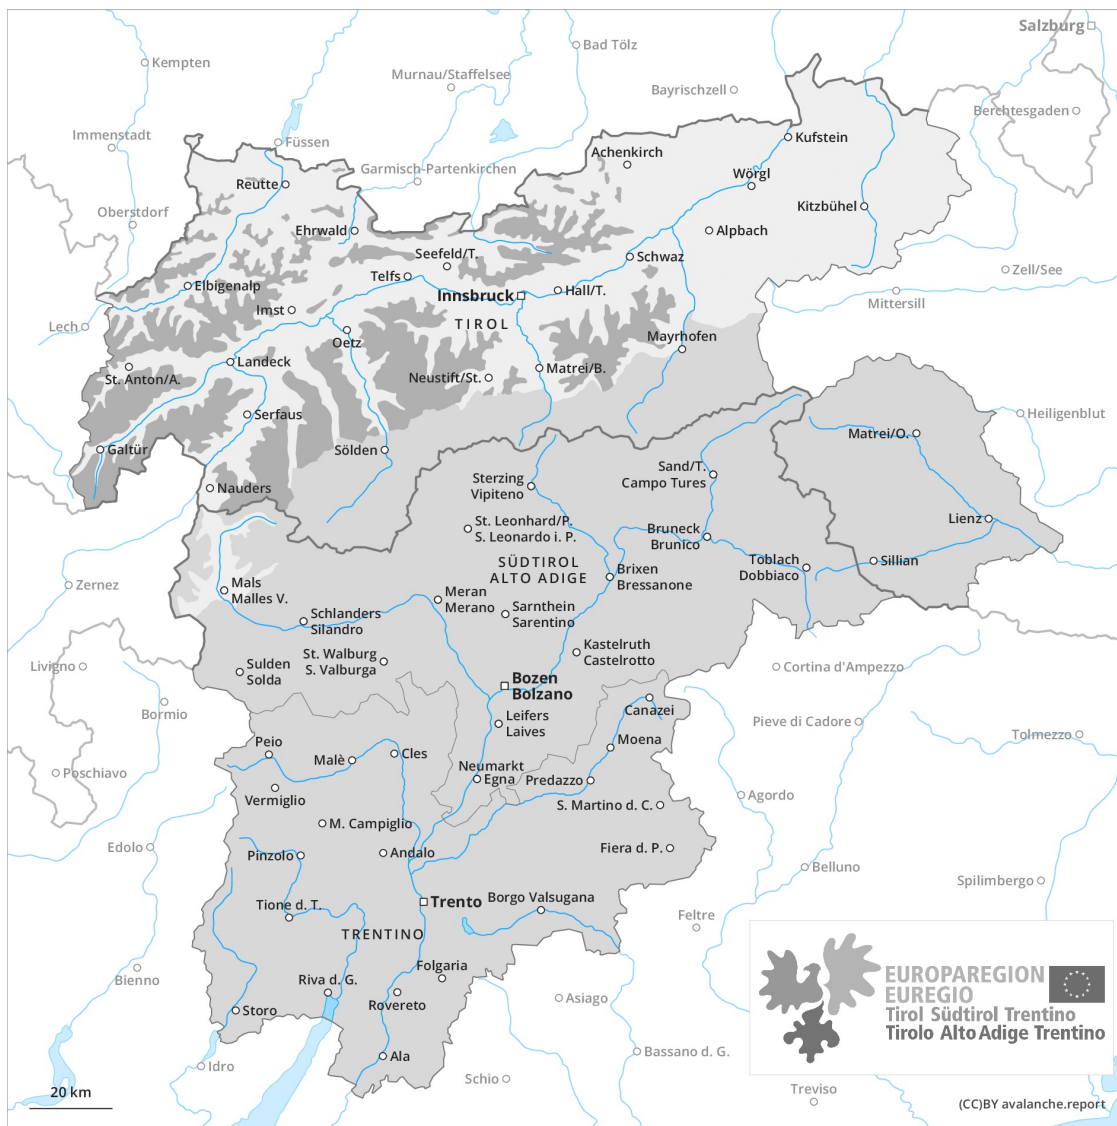 Salzburg
Bad Tölz
Kempten
Murnau/Staffelsee
Bayrischzell
Berchtesgaden
Immenstadt
Füssen
Kufstein
Achenkirch
Garmisch-Partenkirchen
Wörgl
Reutte
Oberstdorf
Kitzbühel
Ehrwald
Alpbach
Seefeld/T.
Schwaz
Telfs
Zell/See
Elbigenalp
Innsbruck
Hall/T.
Mittersill
Imst
Lech
TIROL
Oetz
Mayrhofen
Landeck
Matrei/B.
St. Anton/A.
Neustift/St.
Serfaus
Heiligenblut
Matrei/O.
Galtür
Sölden
Sand/T.
Campo Tures
Sterzing
Vipiteno
Nauders
St. Leonhard/P.
S. Leonardo i. P.
Lienz
Bruneck
Brunico
SÜDTIROL
ALTO ADIGE
Toblach
Dobbiaco
Sillian
Brixen
Bressanone
Zernez
Mals
Malles V.
Meran
Merano
Schlanders
Silandro
Sarnthein
Sarentino
Kastelruth
Castelrotto
St. Walburg
S. Valburga
Livigno
Sulden
Solda
Cortina d'Ampezzo
Bozen
Bolzano
Bormio
Canazei
Leifers
Laives
Pieve di Cadore
Tolmezzo
Peio
Malè
Cles
Moena
Neumarkt
Egna
Poschiavo
Predazzo
Vermiglio
Agordo
S. Martino d. C.
M. Campiglio
Edolo
Pinzolo
Andalo
Fiera d. P.
Belluno
Spilimbergo
Tione d. T.
Trento
Borgo Valsugana
Feltre
TRENTINO
Bienno
Folgaria
Riva d. G.
Rovereto
Asiago
Storo
EUROPAREGION
EUREGIO
Tirol Südtirol Trentino
Tirolo Alto Adige Trentino
Ala
Bassano d. G.
Idro
Schio
Treviso
20 km
(CC)BY avalanche.report